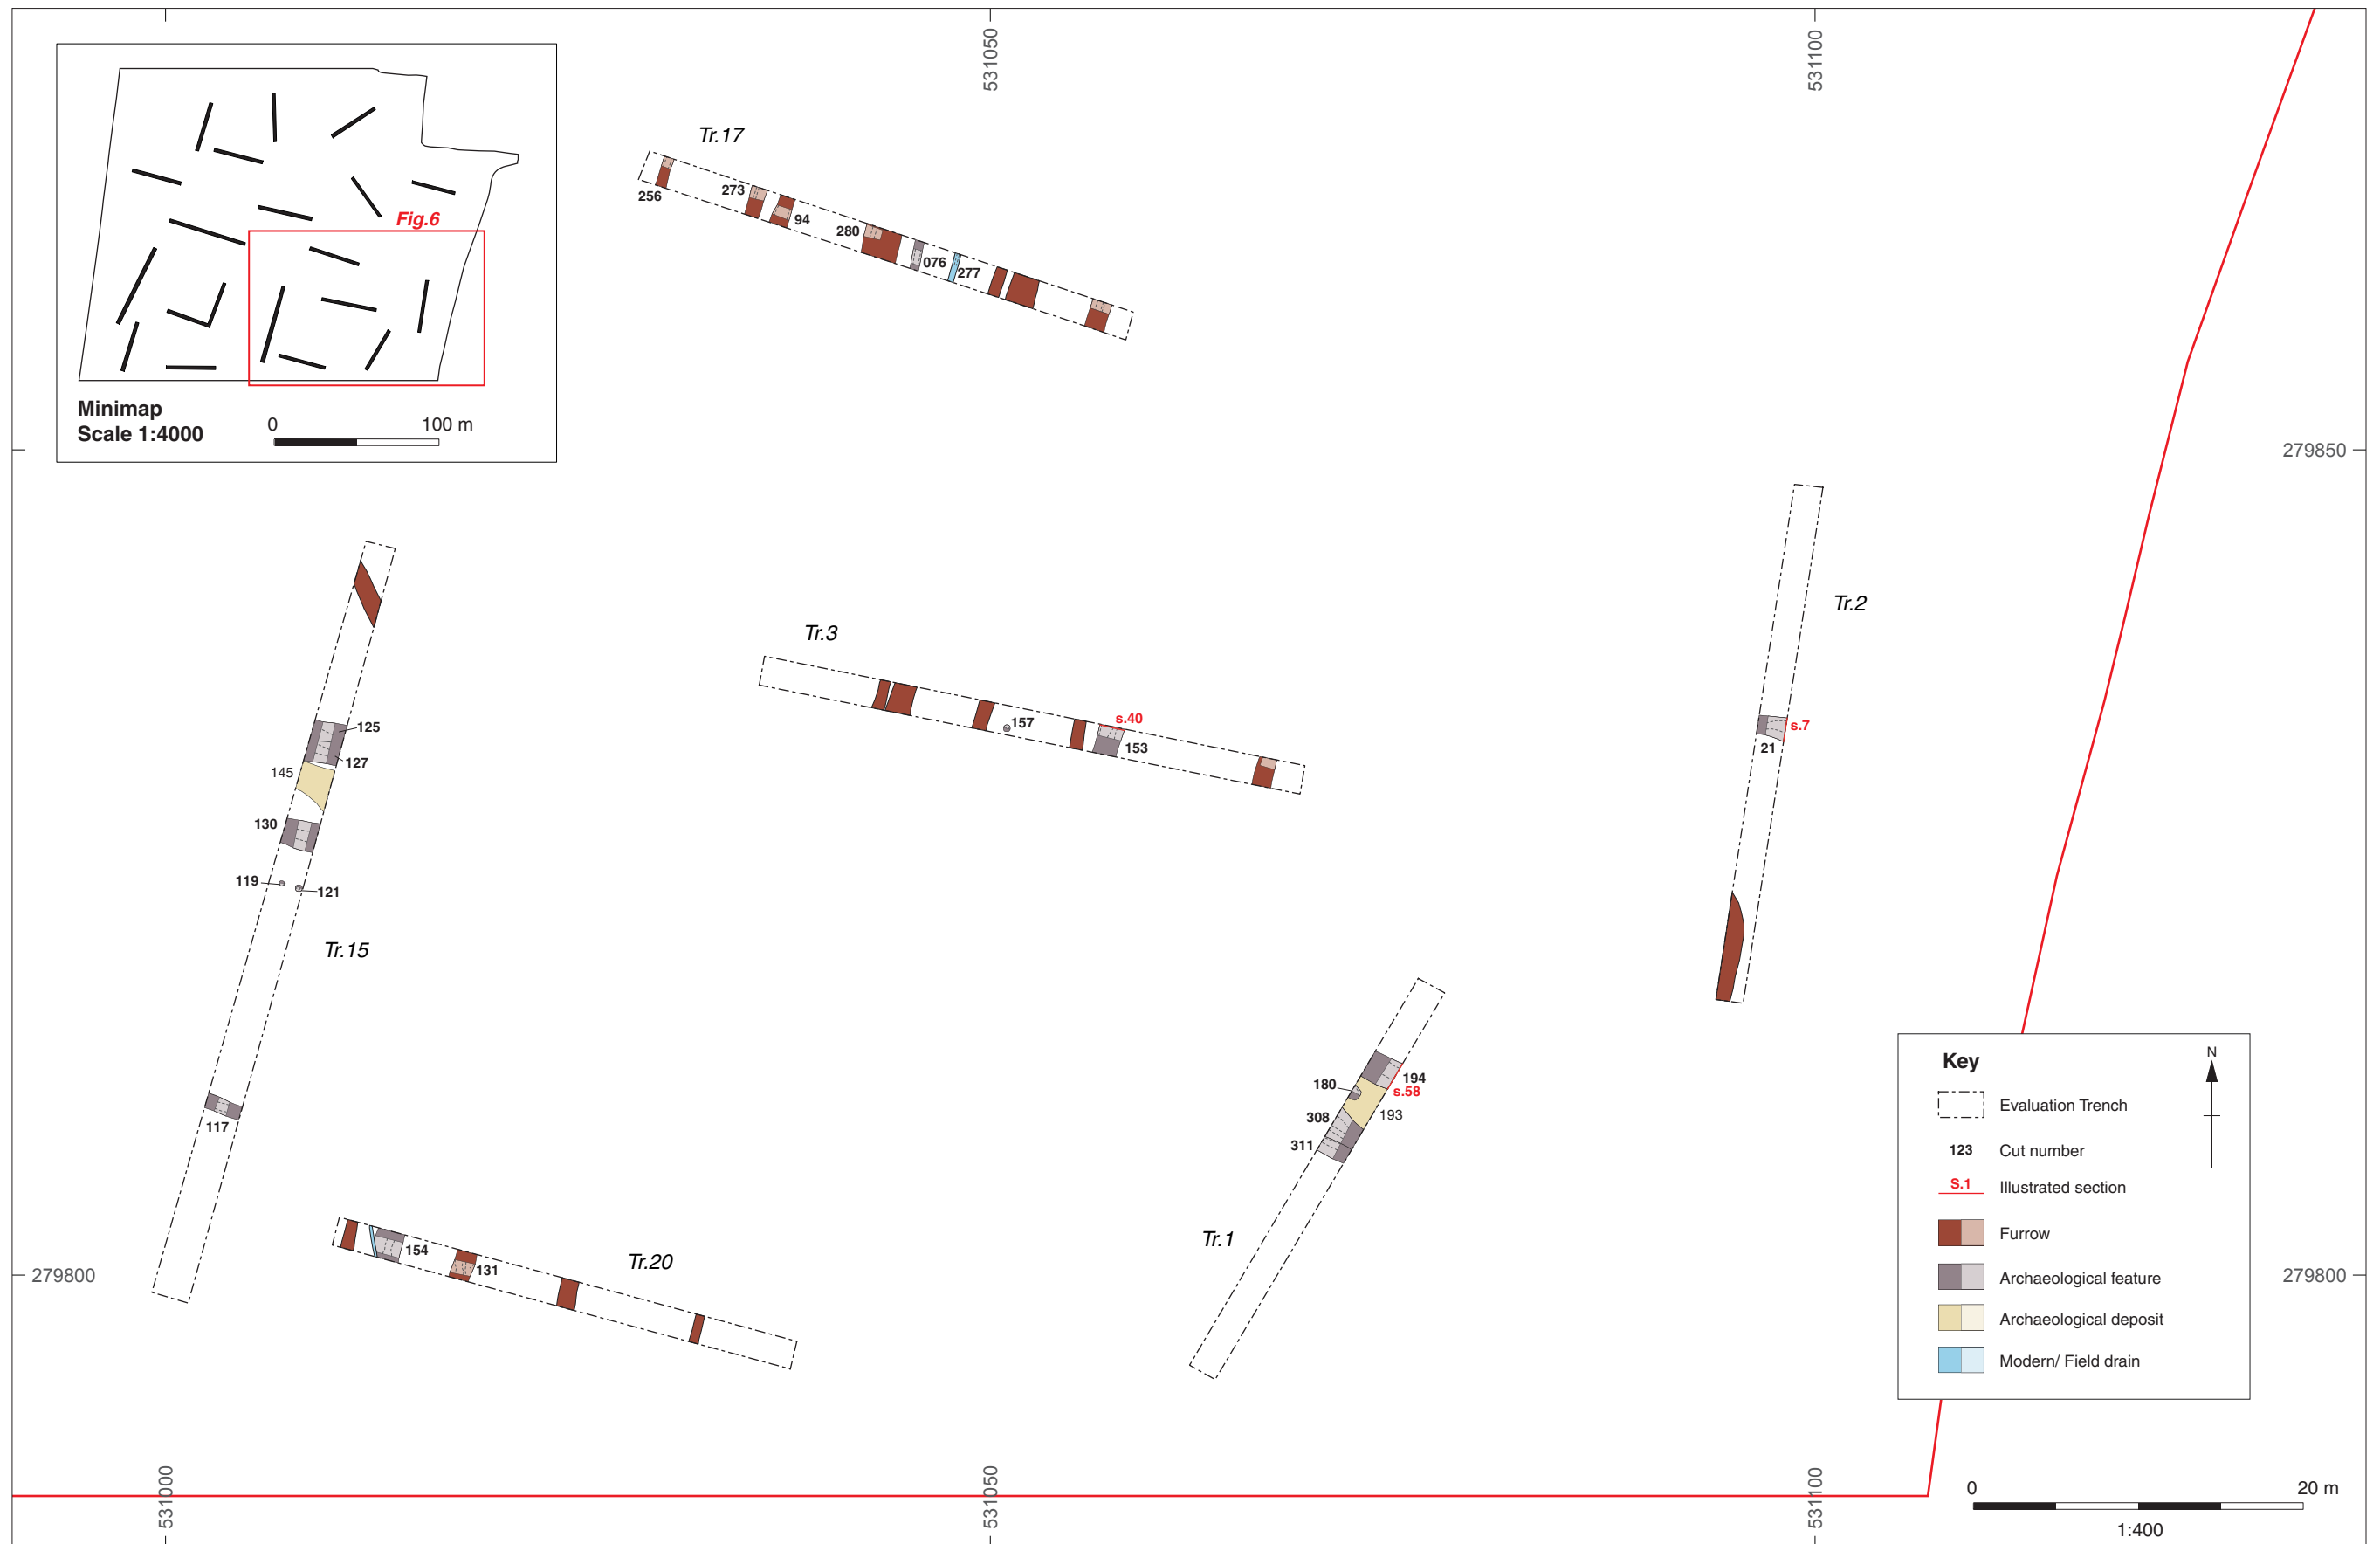 531050
531100
Fig.6
Minimap
Scale 1:4000
0
100 m
Tr.17
256
273
94
280
076
277
279850
Tr.2
s.7
21
Tr.3
157
s.40
153
125
127
145
130
119
121
Tr.15
117
194
s.58
180
193
308
311
Tr.1
Tr.20
154
131
279800
279800
Key
N
Evaluation Trench
123
Cut number
S.1
Illustrated section
Furrow
Archaeological feature
Archaeological deposit
Modern/ Field drain
531000
531050
531100
0
20 m
1:400